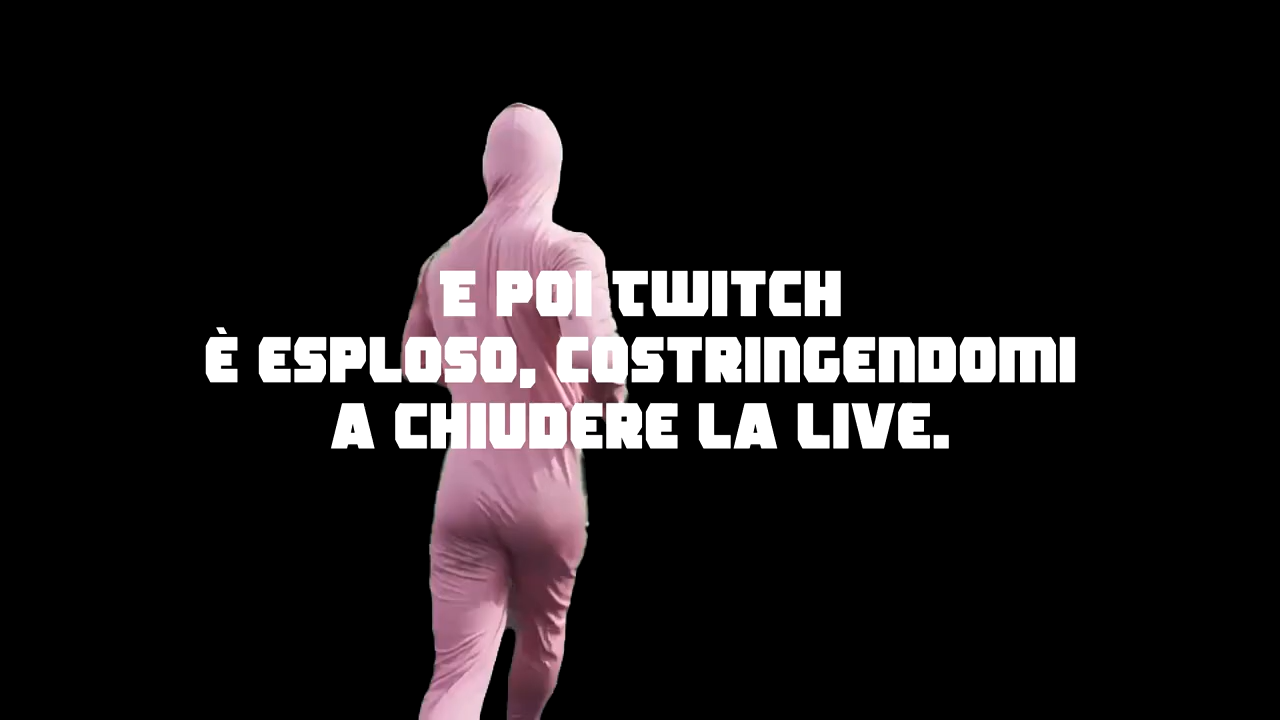 E POI TWITCH
È ESPLOSO, COSTRINGENDOMI
A CHIUDERE LA LIVE.